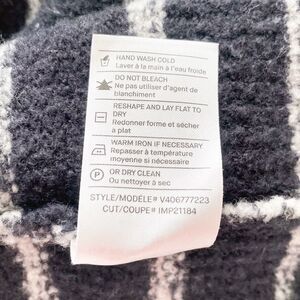 HAND WASH COLD
Laver à la main à l'eau froide
DO NOT BLEACH
Ne pas utiliser d'agent de
blanchiment
RESHAPE AND LAY FLAT TO
DRY
Redonner forme et sécher
à plat
WARM IRON IF NECESSARY
Repasser à température
moyenne si nécessaire
P
OR DRY CLEAN
Ou nettoyer à sec
STYLE/MODÈLE# V406777223
CUT/COUPE# IMP21184